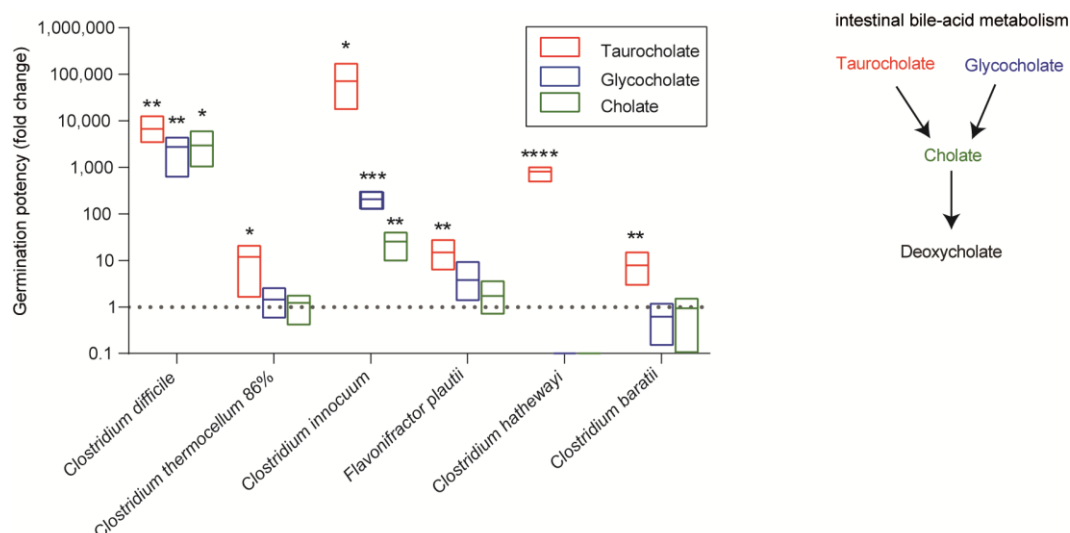 Germination potency (fold change)
1,000,000
100,000
10,000
1,000
100
10
1
0.1
**
**
*
*
*
***
**
**
****
**
Taurocholate
Glycocholate
Cholate
Clostridium difficile
Clostridium thermocellum 86%
Clostridium innocuum
Flavonifractor plautii
Clostridium hathewayi
Clostridium baratii
intestinal bile-acid metabolism
Taurocholate Glycocholate
Cholate
Deoxycholate